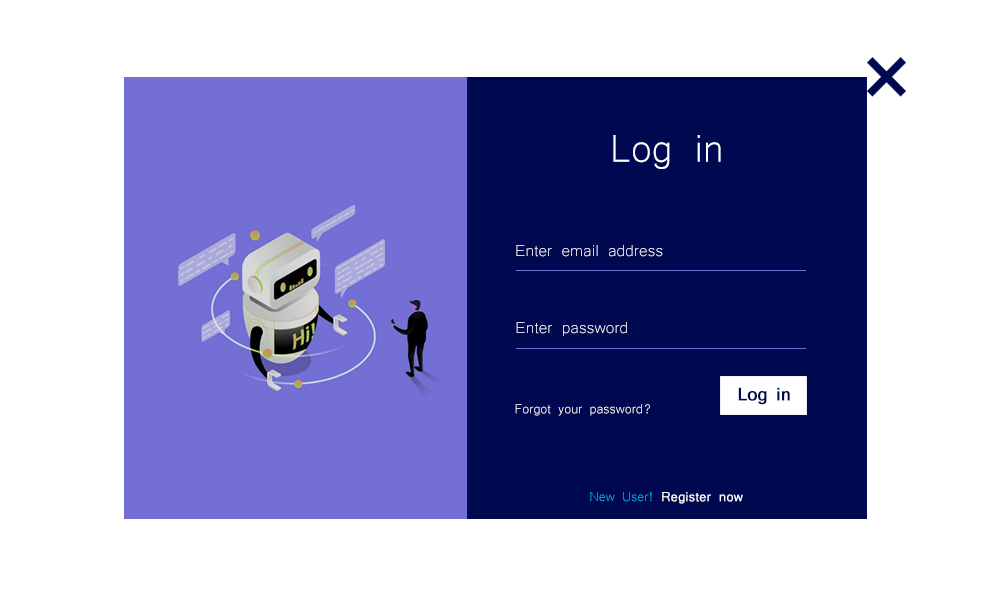 Log in
Enter email address
Enter password
Forgot your password?
Log in
New User! Register now
Hi!